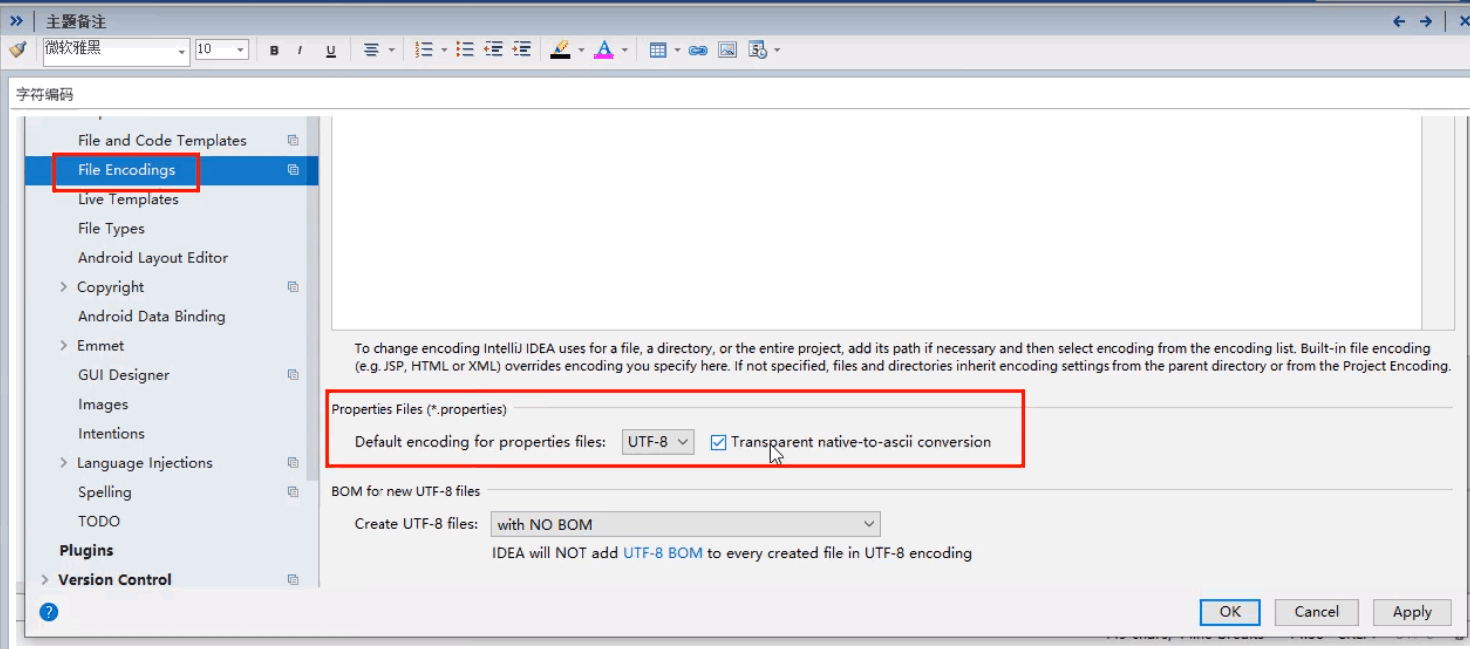 主题备注
微软雅黑 10 B I U
字符编码
File and Code Templates
File Encodings
Live Templates
File Types
Android Layout Editor
Copyright
Android Data Binding
Emmet
GUI Designer
Images
Intentions
Language Injections
Spelling
TODO
Plugins
Version Control
To change encoding IntelliJ IDEA uses for a file, a directory, or the entire project, add its path if necessary and then select encoding from the encoding list. Built-in file encoding
(e.g. JSP, HTML or XML) overrides encoding you specify here. If not specified, files and directories inherit encoding settings from the parent directory or from the Project Encoding.
Properties Files (*.properties)
Default encoding for properties files: UTF-8 Transparent native-to-ascii conversion
BOM for new UTF-8 files
Create UTF-8 files: with NO BOM
IDEA will NOT add UTF-8 BOM to every created file in UTF-8 encoding
? OK Cancel Apply